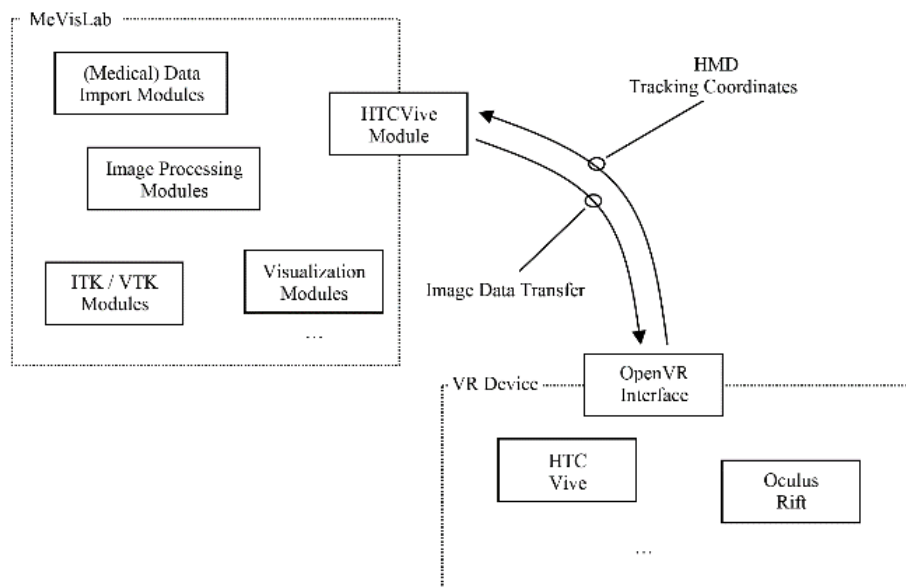 MeVisLab
(Medical) Data
Import Modules
HTCVive
Module
Image Processing
Modules
ITK / VTK
Modules
Visualization
Modules
...
HMD
Tracking Coordinates
Image Data Transfer
VR Device
OpenVR
Interface
HTC
Vive
Oculus
Rift
...